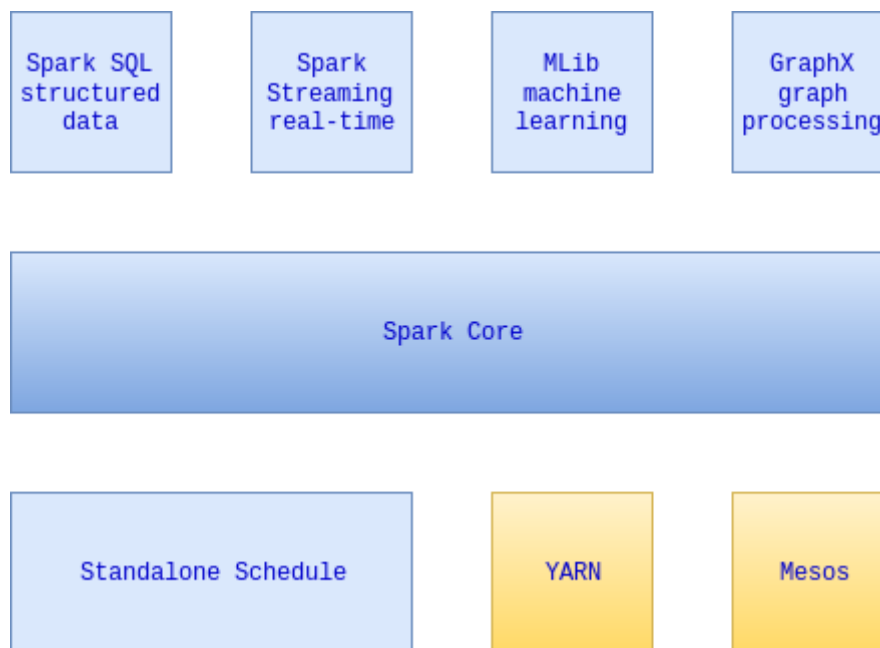 Spark SQL
structured
data
Spark
Streaming
real-time
MLib
machine
learning
GraphX
graph
processing
Spark Core
Standalone Schedule
YARN
Mesos